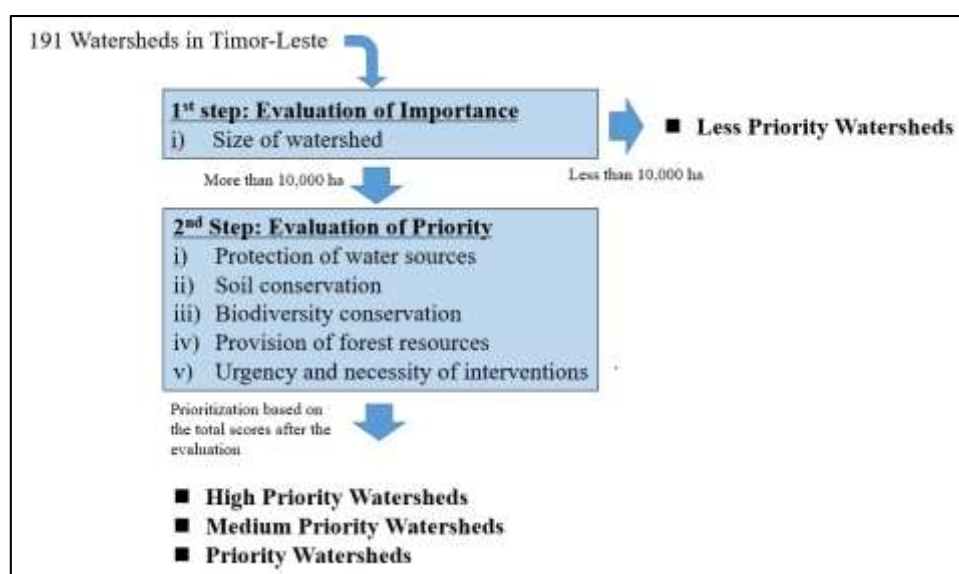 191 Watersheds in Timor-Leste
1st step: Evaluation of Importance
i) Size of watershed
■ Less Priority Watersheds
More than 10,000 ha
Less than 10,000 ha
2nd Step: Evaluation of Priority
i) Protection of water sources
ii) Soil conservation
iii) Biodiversity conservation
iv) Provision of forest resources
v) Urgency and necessity of interventions
Prioritization based on
the total scores after the
evaluation
■ High Priority Watersheds
■ Medium Priority Watersheds
■ Priority Watersheds